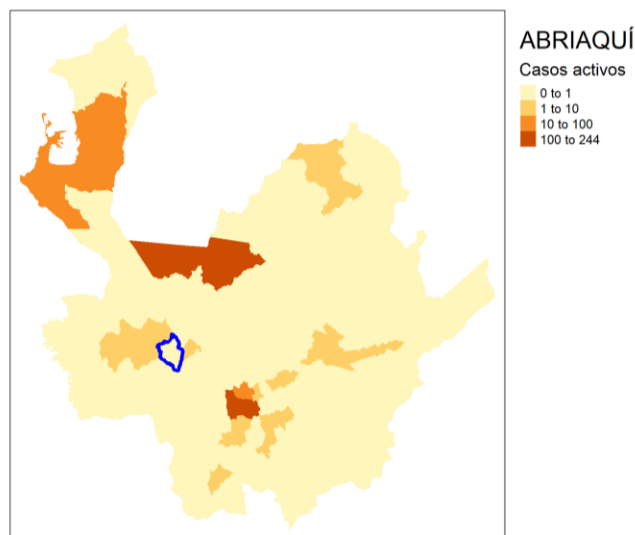 ABRIAQUÍ
Casos activos
0 to 1
1 to 10
10 to 100
100 to 244